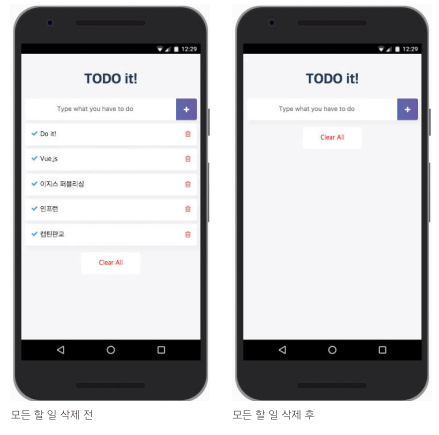 12:29
TODO it!
Type what you have to do
+
Do it!
Vue.js
이지스 퍼블리싱
인프런
캡틴판교
Clear All
모든 할 일 삭제 전
12:29
TODO it!
Type what you have to do
+
Clear All
모든 할 일 삭제 후